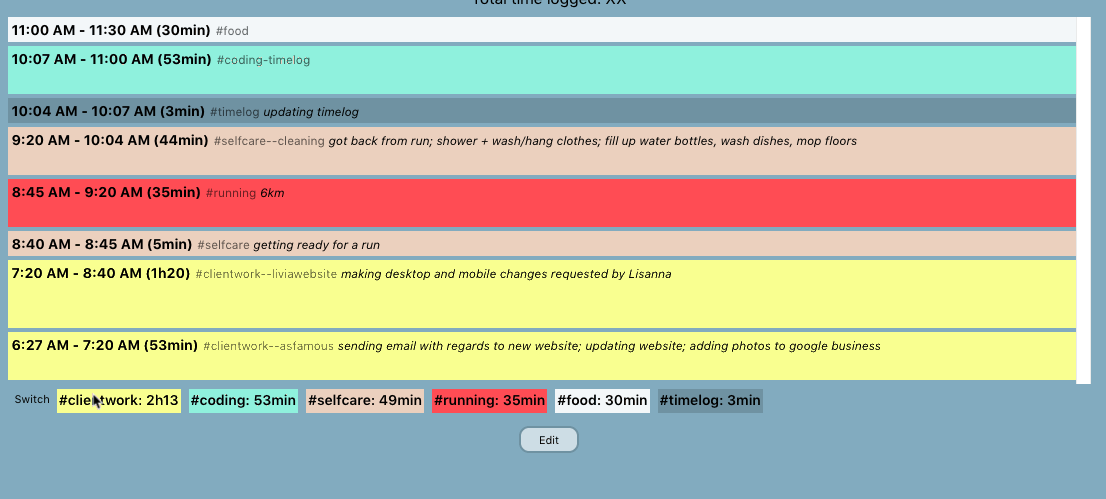 Total time logged: XX
11:00 AM - 11:30 AM (30min) #food
10:07 AM - 11:00 AM (53min) #coding-timelog
10:04 AM - 10:07 AM (3min) #timelog updating timelog
9:20 AM - 10:04 AM (44min) #selfcare--cleaning got back from run; shower + wash/hang clothes; fill up water bottles, wash dishes, mop floors
8:45 AM - 9:20 AM (35min) #running 6km
8:40 AM - 8:45 AM (5min) #selfcare getting ready for a run
7:20 AM - 8:40 AM (1h20) #clientwork--liviawebsite making desktop and mobile changes requested by Lisanna
6:27 AM - 7:20 AM (53min) #clientwork--asfamous sending email with regards to new website; updating website; adding photos to google business
Switch #clientwork: 2h13 #coding: 53min #selfcare: 49min #running: 35min #food: 30min #timelog: 3min
Edit